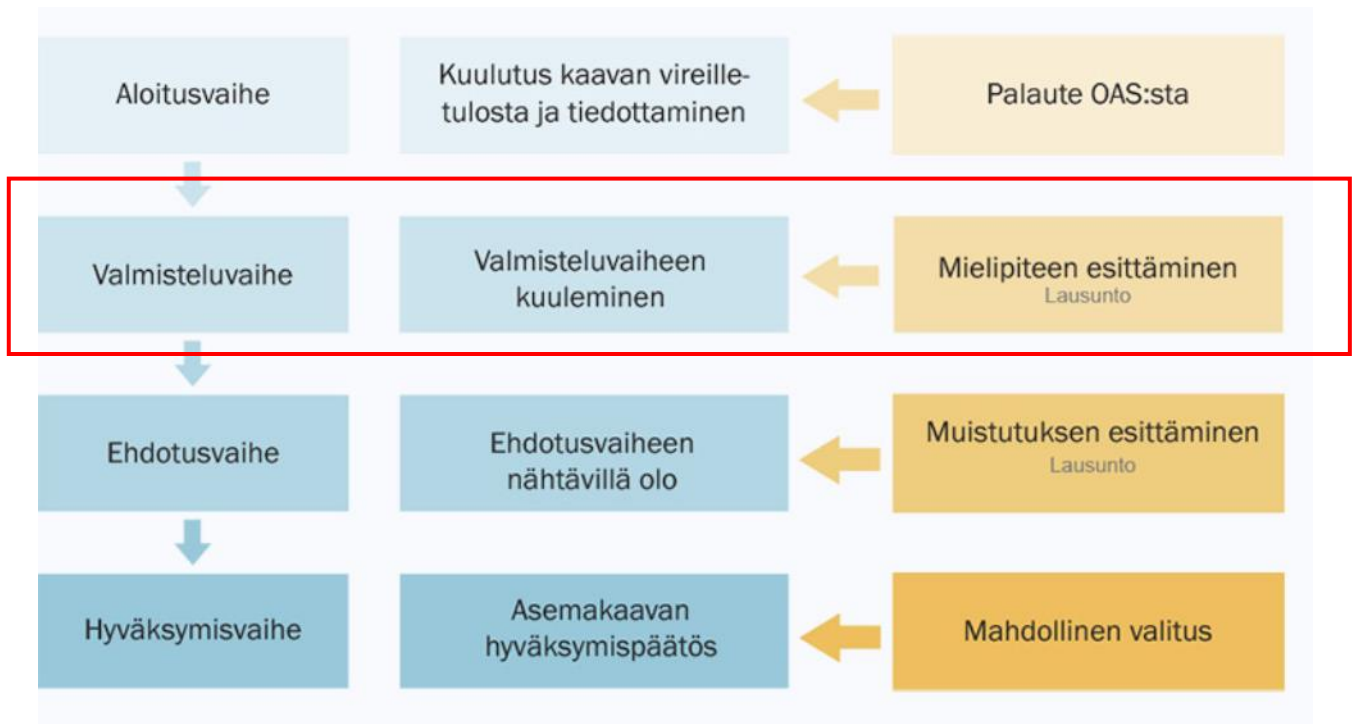 Aloitusvaihe
Kuulutus kaavan vireille-
tulosta ja tiedottaminen
Palaute OAS:sta
Valmisteluvaihe
Valmisteluvaiheen
kuuleminen
Mielipiteen esittäminen
Lausunto
Ehdotusvaihe
Ehdotusvaiheen
nähtävillä olo
Muistutuksen esittäminen
Lausunto
Hyväksymisvaihe
Asemakaavan
hyväksymispäätös
Mahdollinen valitus